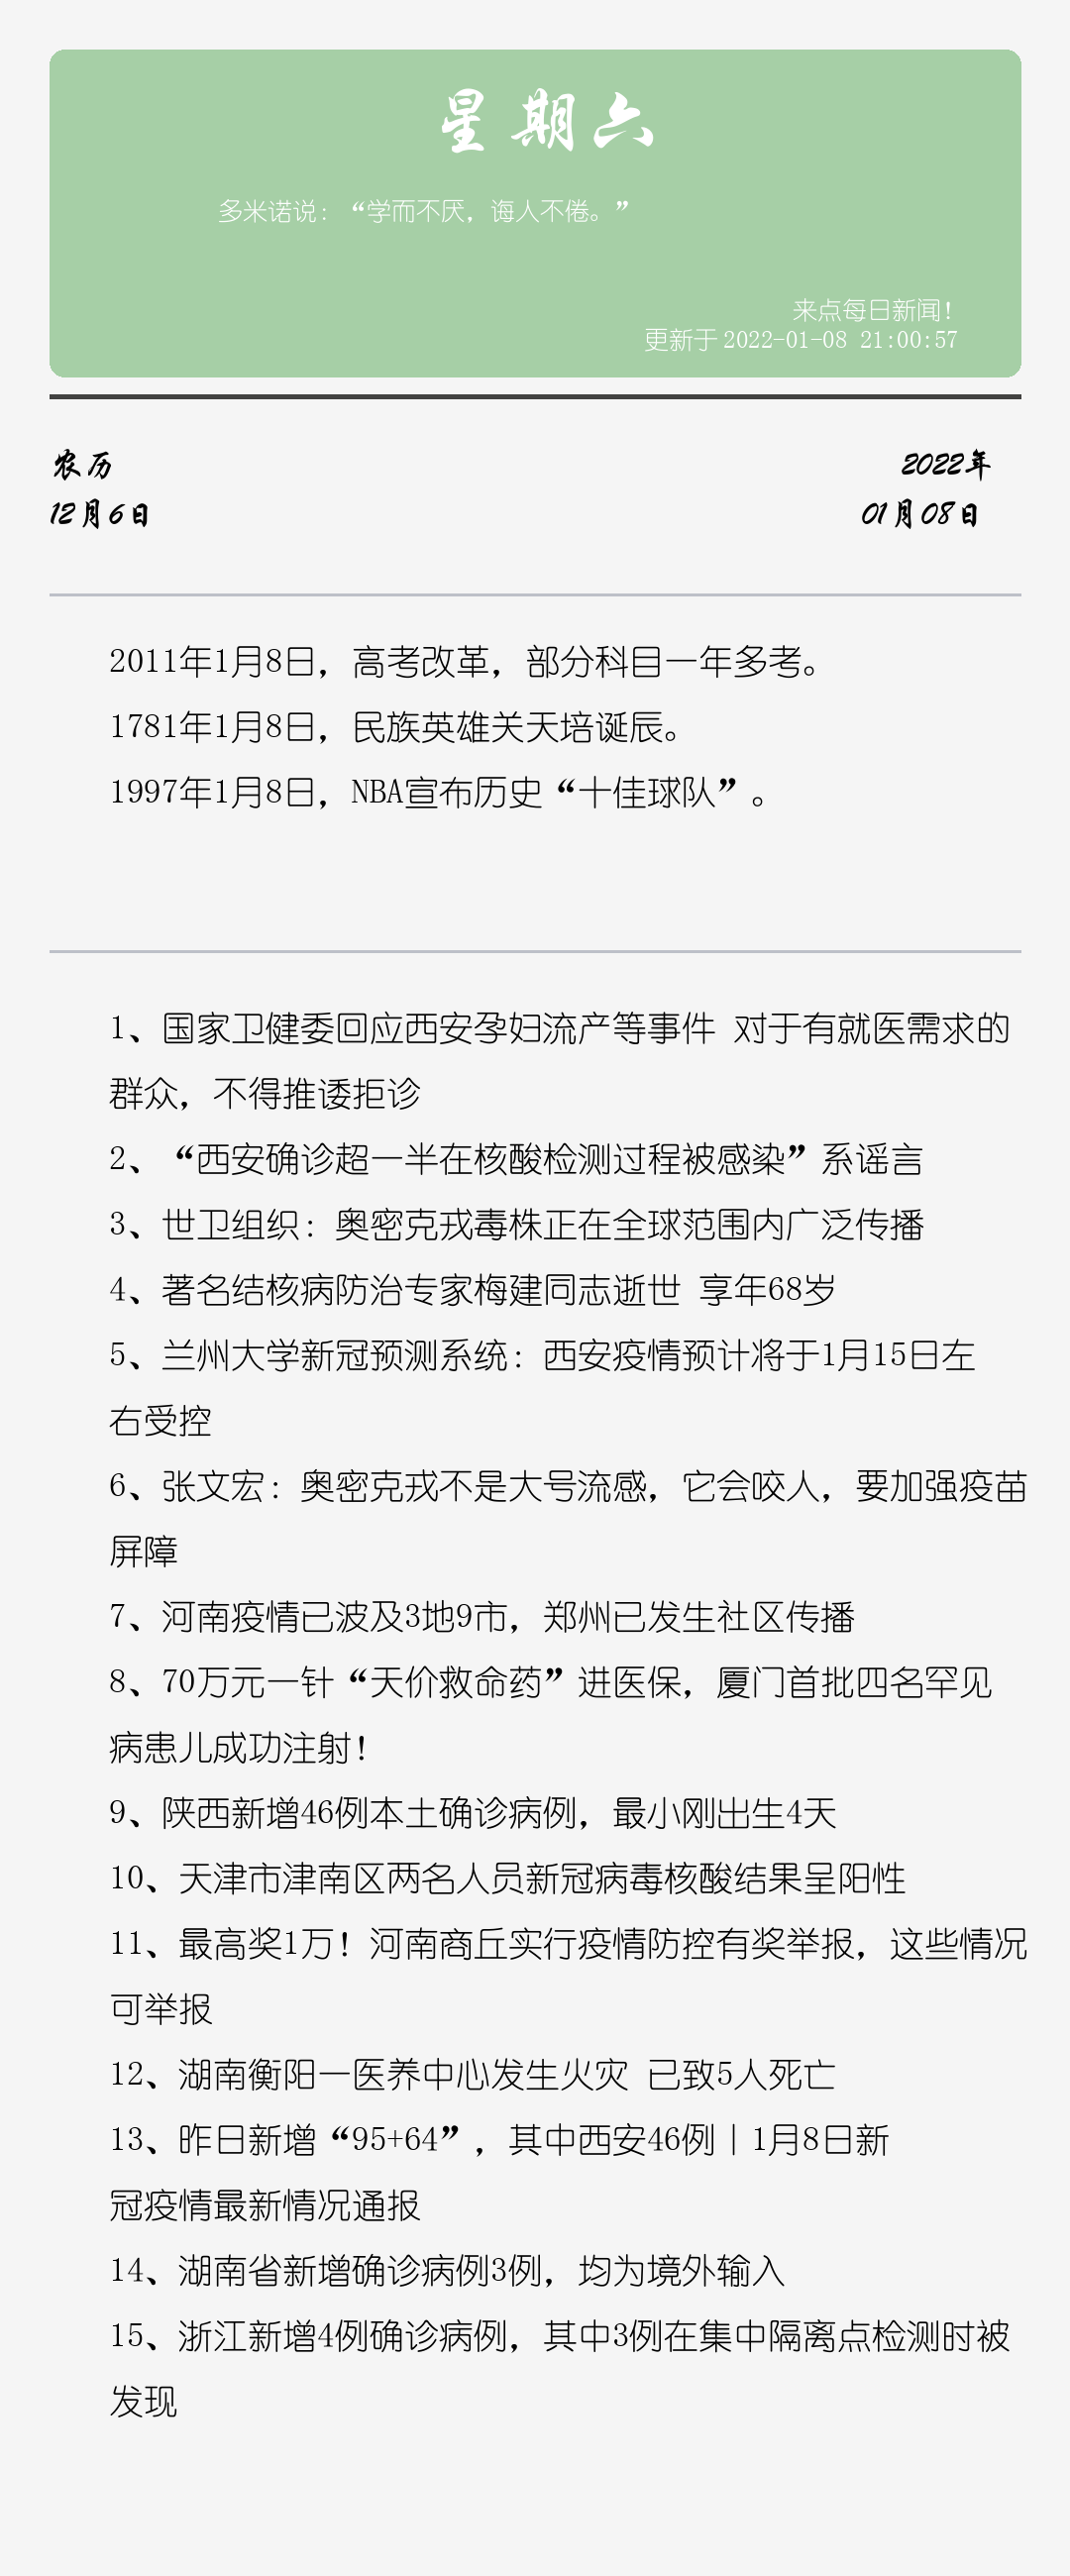 星期六
多米诺说：“学而不厌，诲人不倦。”
来点每日新闻！
更新于 2022-01-08 21:00:57
农历
2022年
12月6日
01月08日
2011年1月8日，高考改革，部分科目一年多考。
1781年1月8日，民族英雄关天培诞辰。
1997年1月8日，NBA宣布历史“十佳球队”。
1、国家卫健委回应西安孕妇流产等事件 对于有就医需求的
群众，不得推诿拒诊
2、“西安确诊超一半在核酸检测过程被感染”系谣言
3、世卫组织：奥密克戎毒株正在全球范围内广泛传播
4、著名结核病防治专家梅建同志逝世 享年68岁
5、兰州大学新冠预测系统：西安疫情预计将于1月15日左
右受控
6、张文宏：奥密克戎不是大号流感，它会咬人，要加强疫苗
屏障
7、河南疫情已波及3地9市，郑州已发生社区传播
8、70万元一针“天价救命药”进医保，厦门首批四名罕见
病患儿成功注射！
9、陕西新增46例本土确诊病例，最小刚出生4天
10、天津市津南区两名人员新冠病毒核酸结果呈阳性
11、最高奖1万！河南商丘实行疫情防控有奖举报，这些情况
可举报
12、湖南衡阳一医养中心发生火灾 已致5人死亡
13、昨日新增“95+64”，其中西安46例丨1月8日新
冠疫情最新情况通报
14、湖南省新增确诊病例3例，均为境外输入
15、浙江新增4例确诊病例，其中3例在集中隔离点检测时被
发现